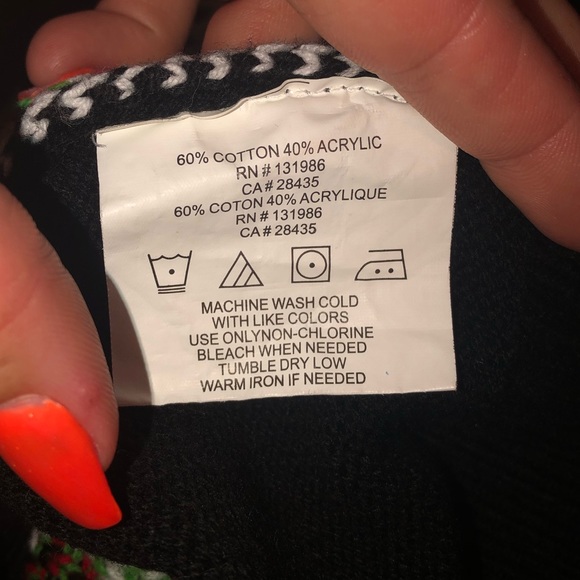 60% COTTON 40% ACRYLIC
RN # 131986
CA # 28435
60% COTON 40% ACRYLIQUE
RN # 131986
CA # 28435
MACHINE WASH COLD
WITH LIKE COLORS
USE ONLYNON-CHLORINE
BLEACH WHEN NEEDED
TUMBLE DRY LOW
WARM IRON IF NEEDED